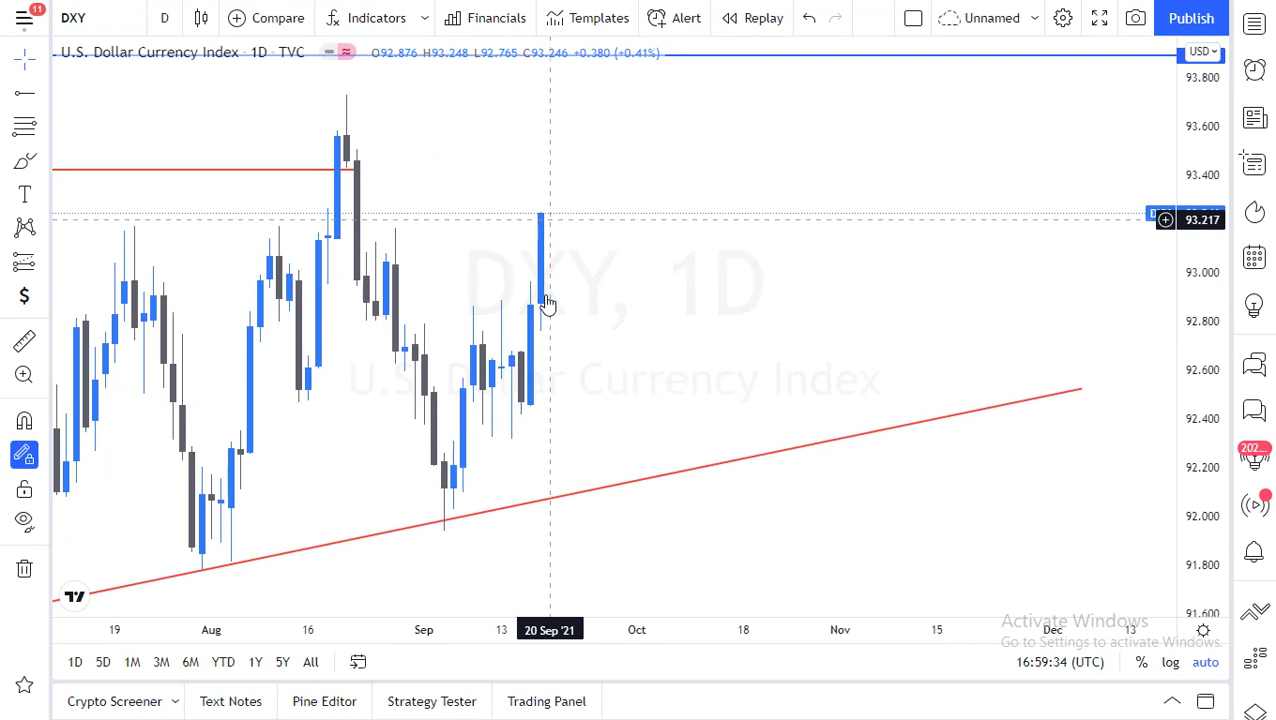 11
DXY
D
Compare
Indicators
Financials
Templates
Alert
Replay
Unnamed
Publish
U.S. Dollar Currency Index · 1D · TVC
O92.876 H93.248 L92.765 C93.246 +0.380 (+0.41%)
USD
93.800
93.600
93.400
93.217
93.000
92.800
92.600
92.400
92.200
92.000
91.800
91.600
DXY, 1D
U.S. Dollar Currency Index
T
$
202...
19
Aug
16
Sep
13
20 Sep '21
Oct
18
Nov
15
Dec
13
Activate Windows
Go to Settings to activate Windows.
1D
5D
1M
3M
6M
YTD
1Y
5Y
All
16:59:34 (UTC)
%
log
auto
Crypto Screener
Text Notes
Pine Editor
Strategy Tester
Trading Panel